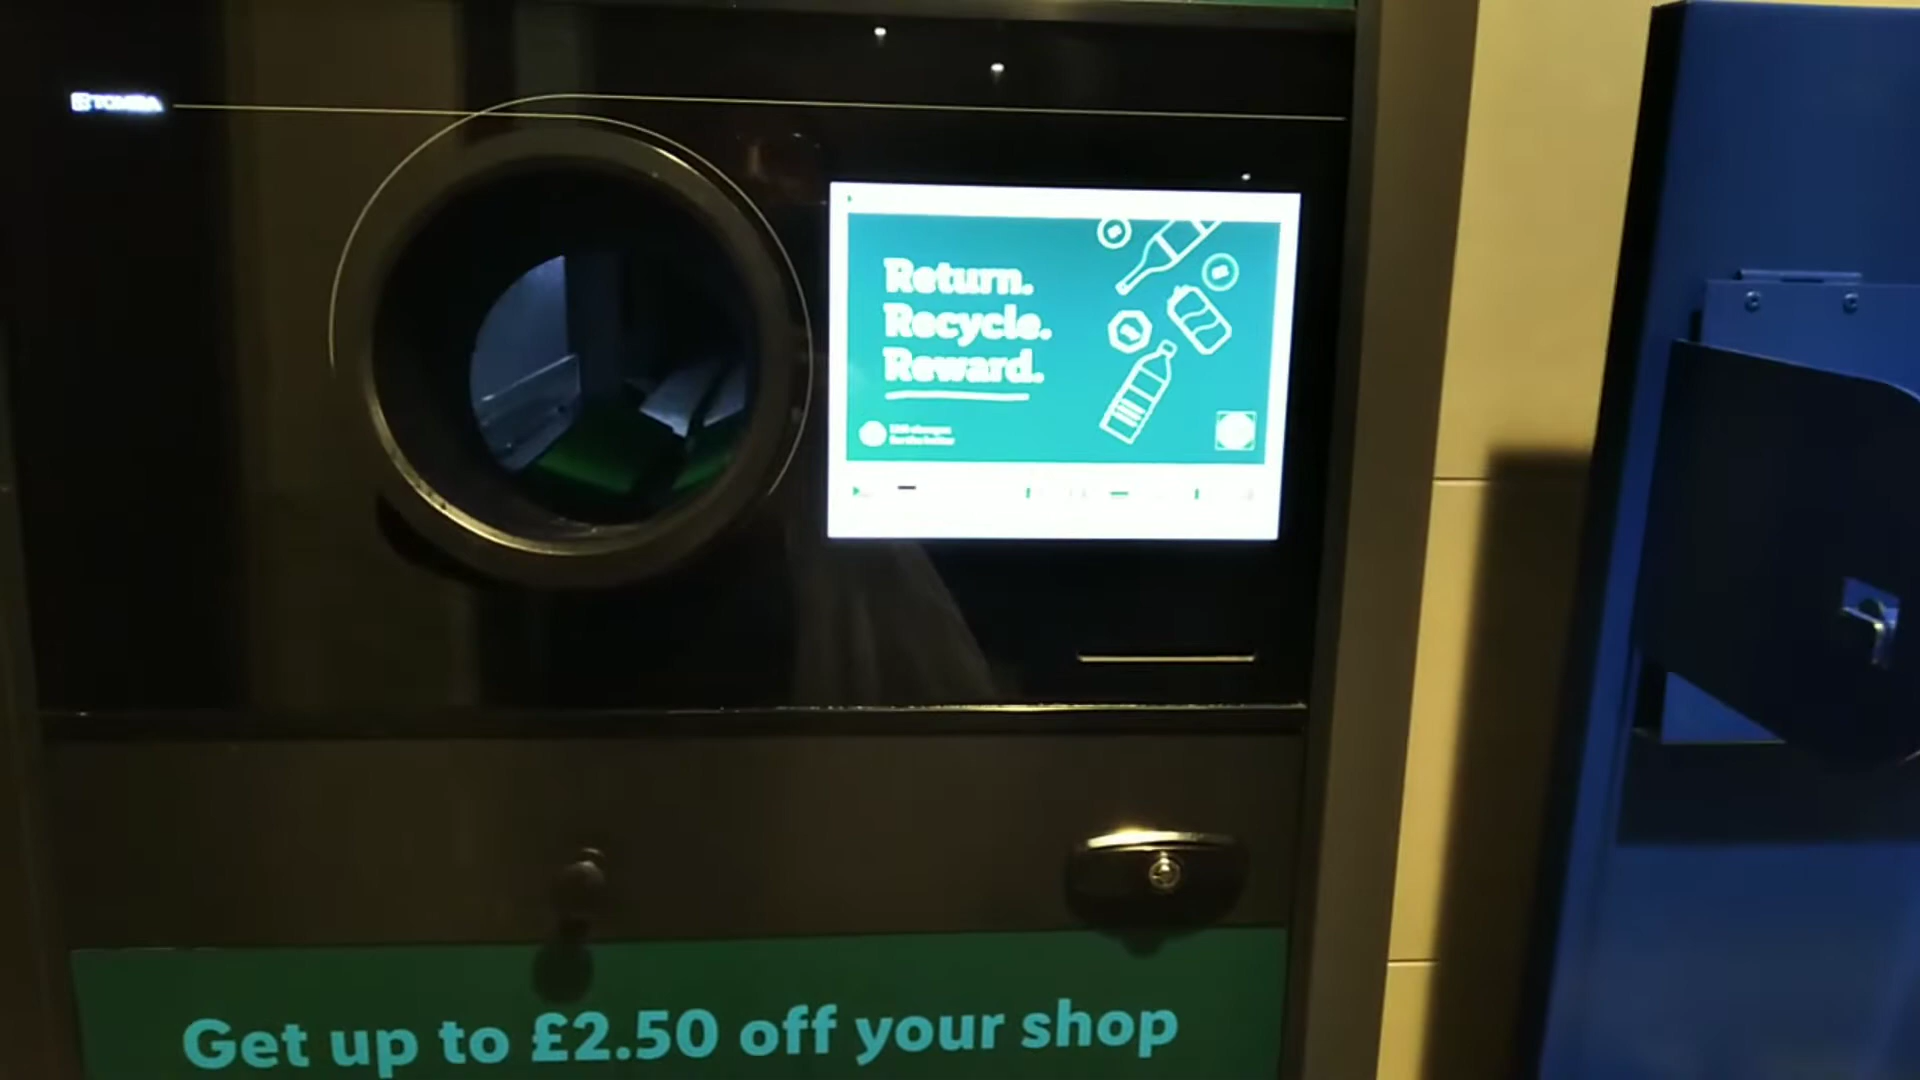 TOMRA
Return.
Recycle.
Reward.
Get up to £2.50 off your shop